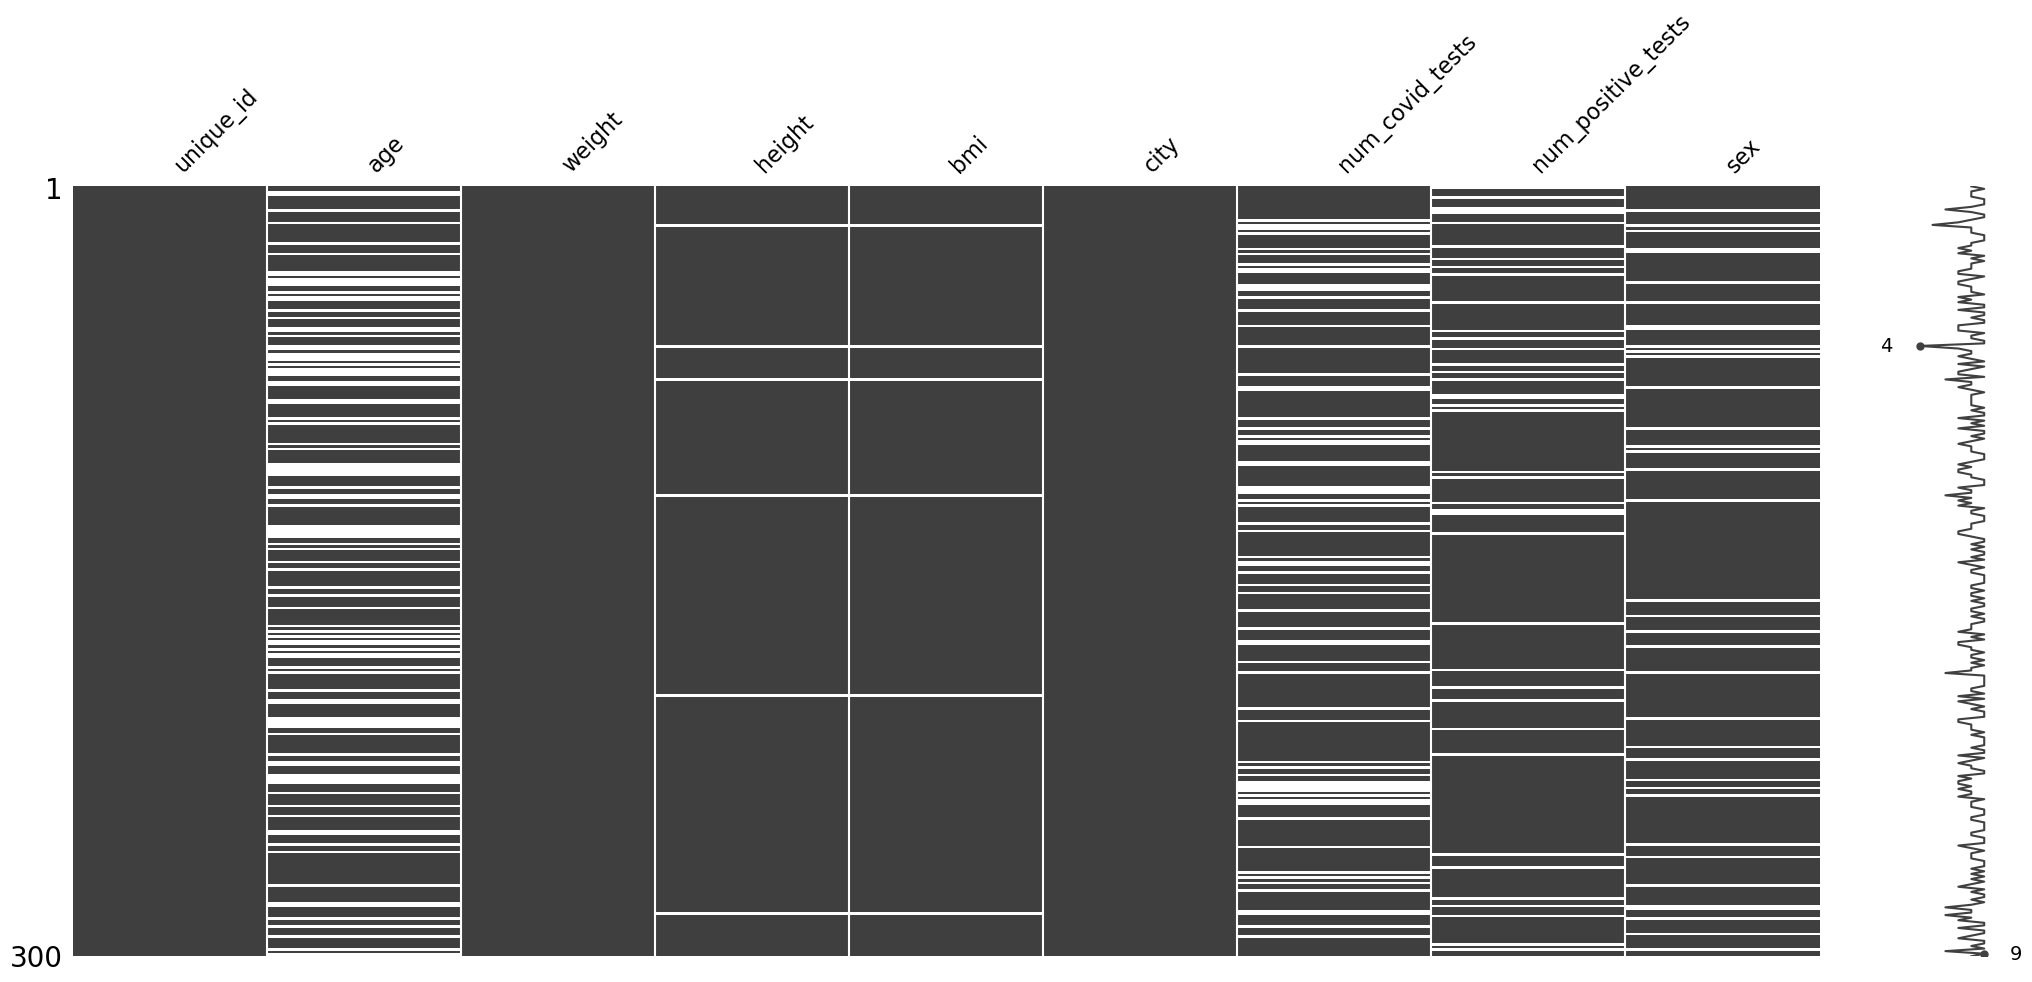 unique_id
age
weight
height
bmi
city
num_covid_tests
num_positive_tests
sex
1
4
300
9